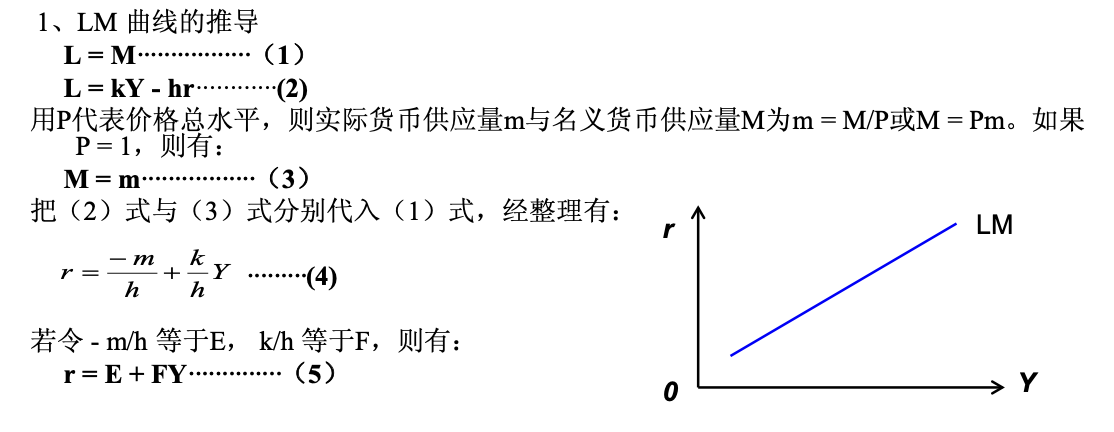 1、LM 曲线的推导
L = M·················（1）
L = kY - hr············(2)
用P代表价格总水平，则实际货币供应量m与名义货币供应量M为m = M/P或M = Pm。如果
P = 1，则有：
M = m·················（3）
把（2）式与（3）式分别代入（1）式，经整理有：
r = -m/h + k/h Y ·········(4)
若令 - m/h 等于E， k/h 等于F，则有：
r = E + FY··············（5）
r
LM
0
Y